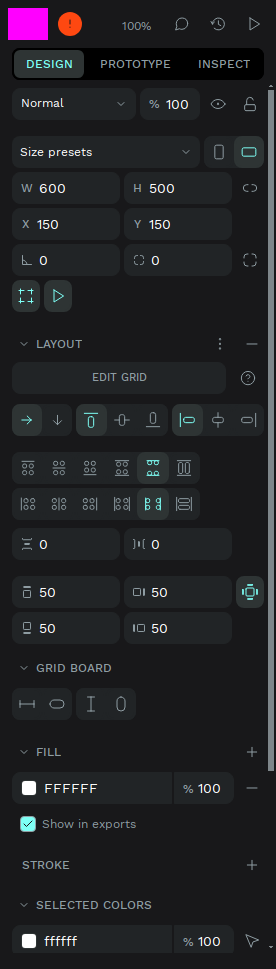 100%
DESIGN PROTOTYPE INSPECT
Normal % 100
Size presets
W 600 H 500
X 150 Y 150
0 0
LAYOUT
EDIT GRID ?
0 0
50 50
50 50
GRID BOARD
FILL
FFFFFF % 100
Show in exports
STROKE
SELECTED COLORS
ffffff % 100